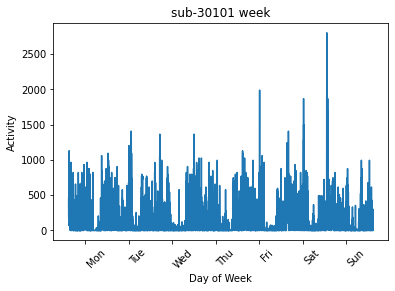 sub-30101 week
Activity
2500
2000
1500
1000
500
0
Mon
Tue
Wed
Thu
Fri
Sat
Sun
Day of Week